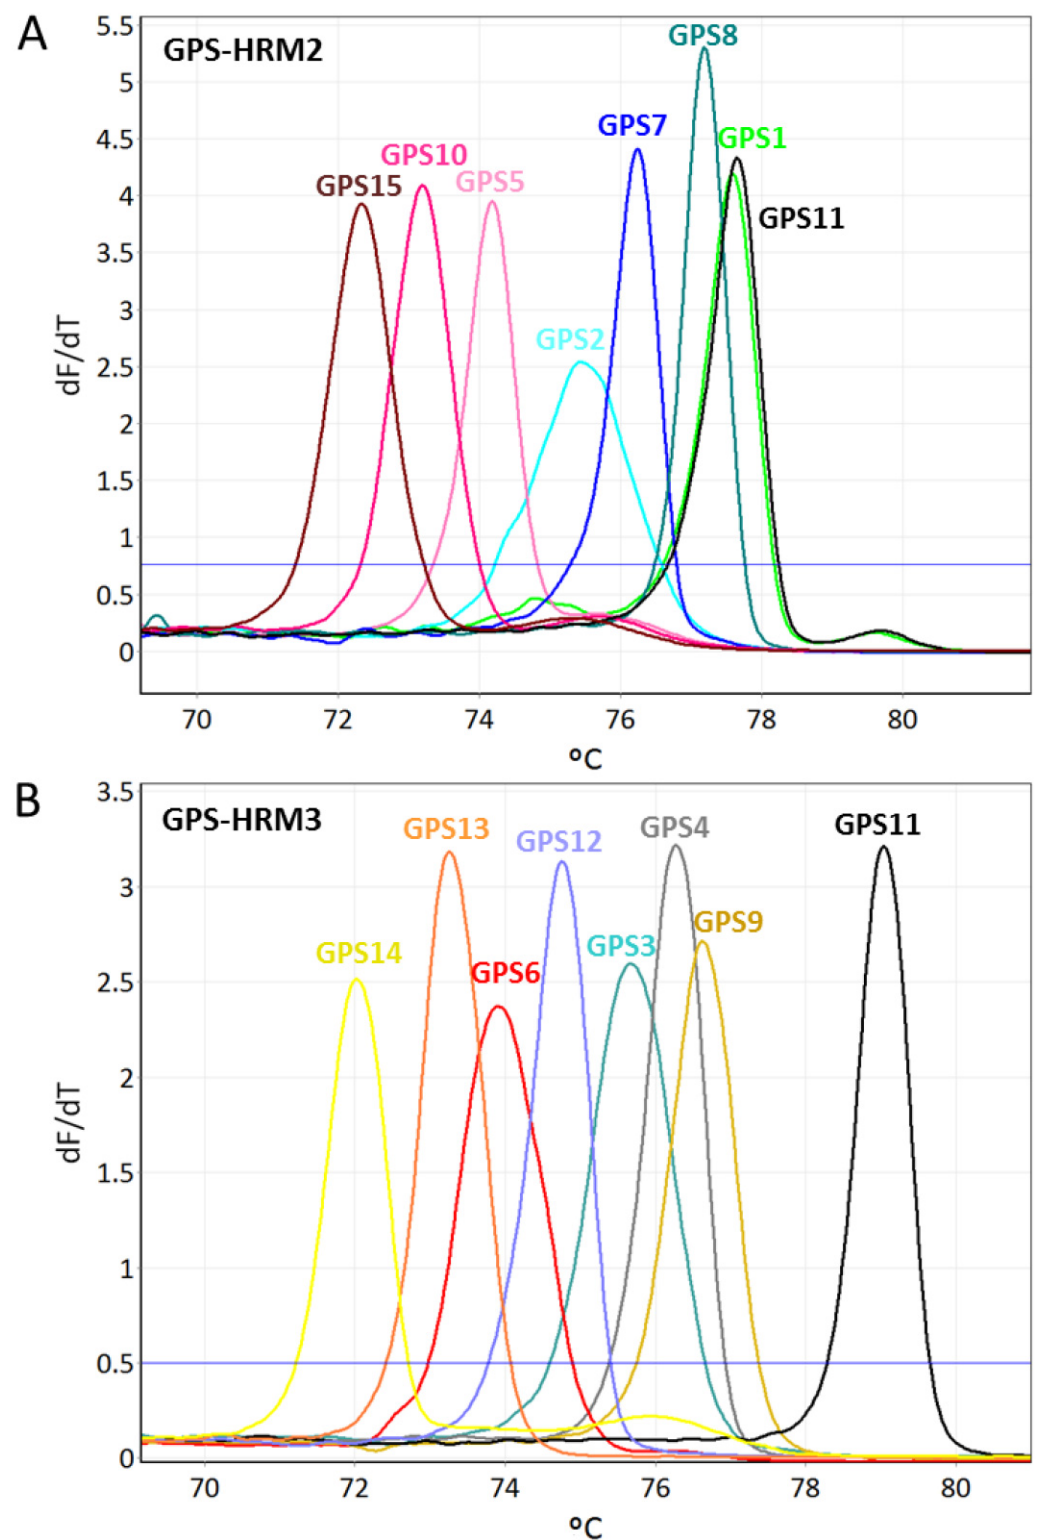 A
GPS-HRM2
GPS8
GPS7
GPS1
GPS10
GPS15
GPS5
GPS11
GPS2
5.5
5
4.5
4
3.5
3
2.5
2
1.5
1
0.5
0
dF/dT
70 72 74 76 78 80
ºC
B
GPS-HRM3
GPS13
GPS12
GPS4
GPS11
GPS14
GPS6
GPS3
GPS9
3.5
3
2.5
2
1.5
1
0.5
0
dF/dT
70 72 74 76 78 80
ºC